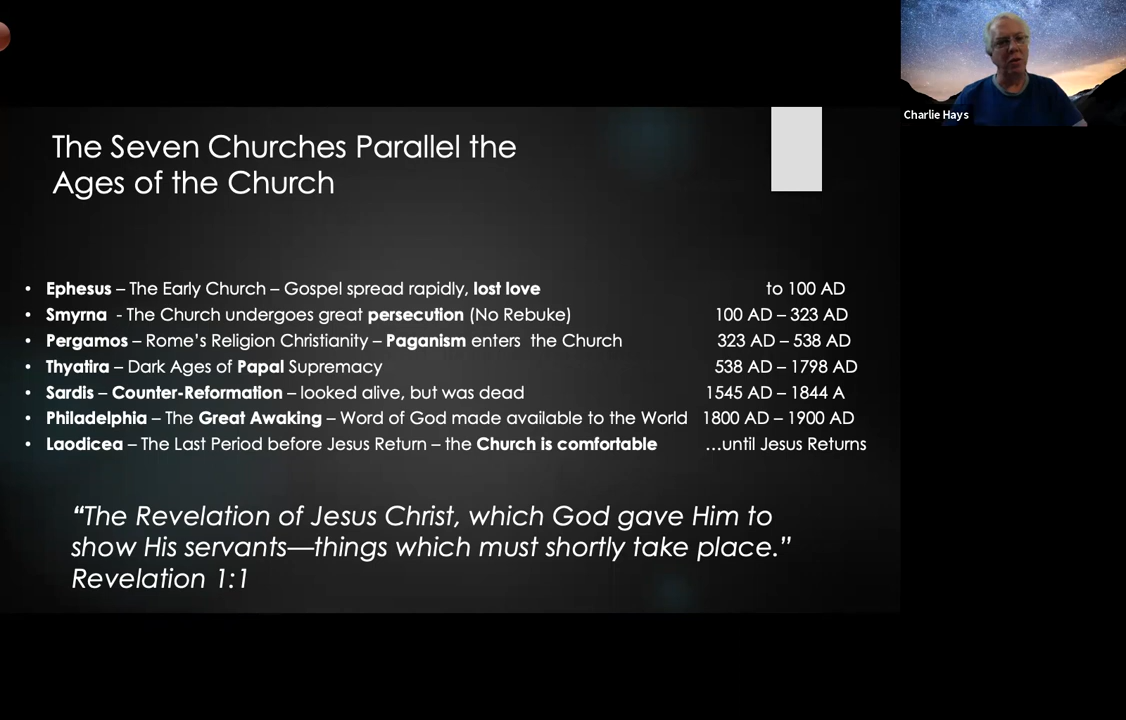 Charlie Hays
The Seven Churches Parallel the
Ages of the Church
• Ephesus – The Early Church – Gospel spread rapidly, lost love to 100 AD
• Smyrna - The Church undergoes great persecution (No Rebuke) 100 AD – 323 AD
• Pergamos – Rome's Religion Christianity – Paganism enters the Church 323 AD – 538 AD
• Thyatira – Dark Ages of Papal Supremacy 538 AD – 1798 AD
• Sardis – Counter-Reformation – looked alive, but was dead 1545 AD – 1844 A
• Philadelphia – The Great Awaking – Word of God made available to the World 1800 AD – 1900 AD
• Laodicea – The Last Period before Jesus Return – the Church is comfortable …until Jesus Returns
“The Revelation of Jesus Christ, which God gave Him to
show His servants—things which must shortly take place.”
Revelation 1:1